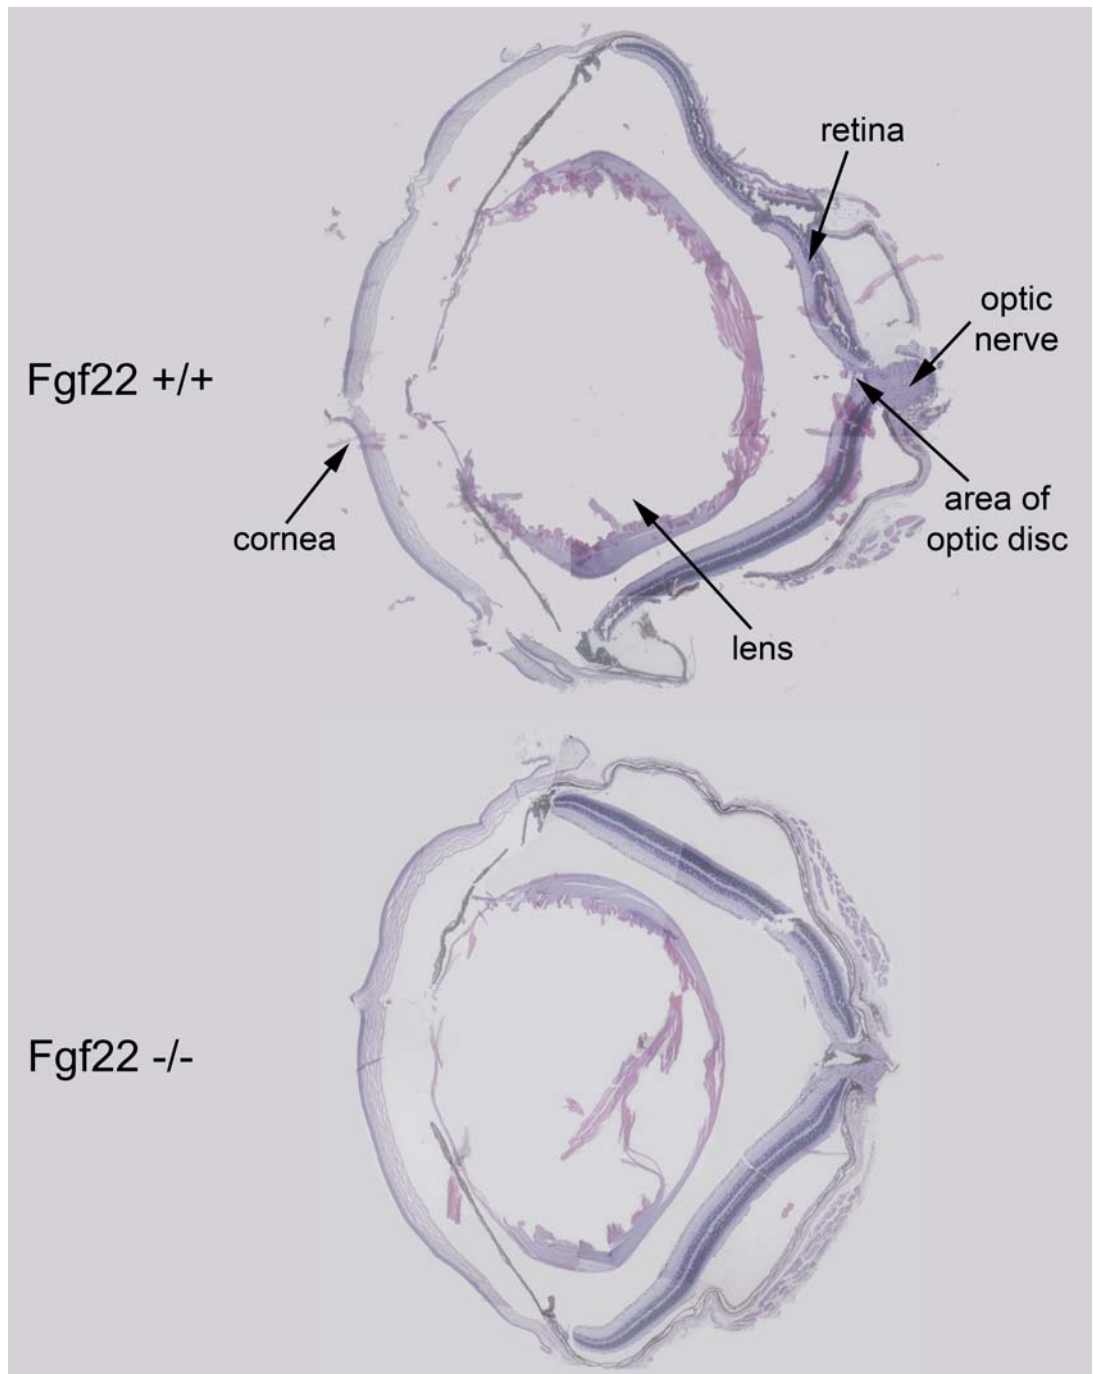 retina
optic
nerve
Fgf22 +/+
area of
optic disc
cornea
lens
Fgf22 -/-